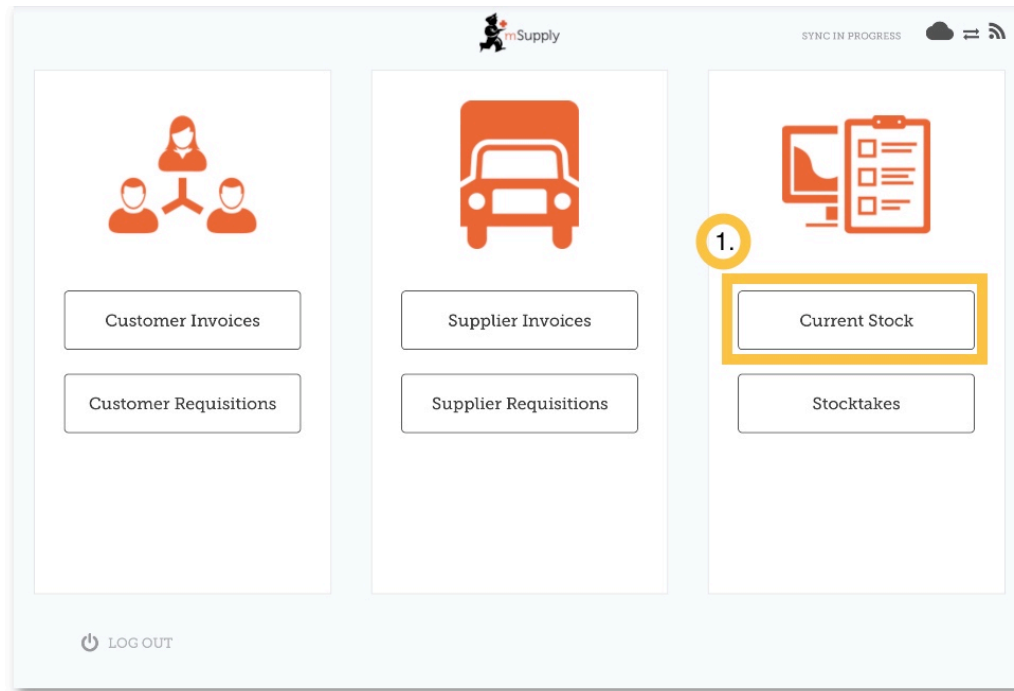 mSupply
SYNC IN PROGRESS
1.
Customer Invoices
Supplier Invoices
Current Stock
Customer Requisitions
Supplier Requisitions
Stocktakes
LOG OUT